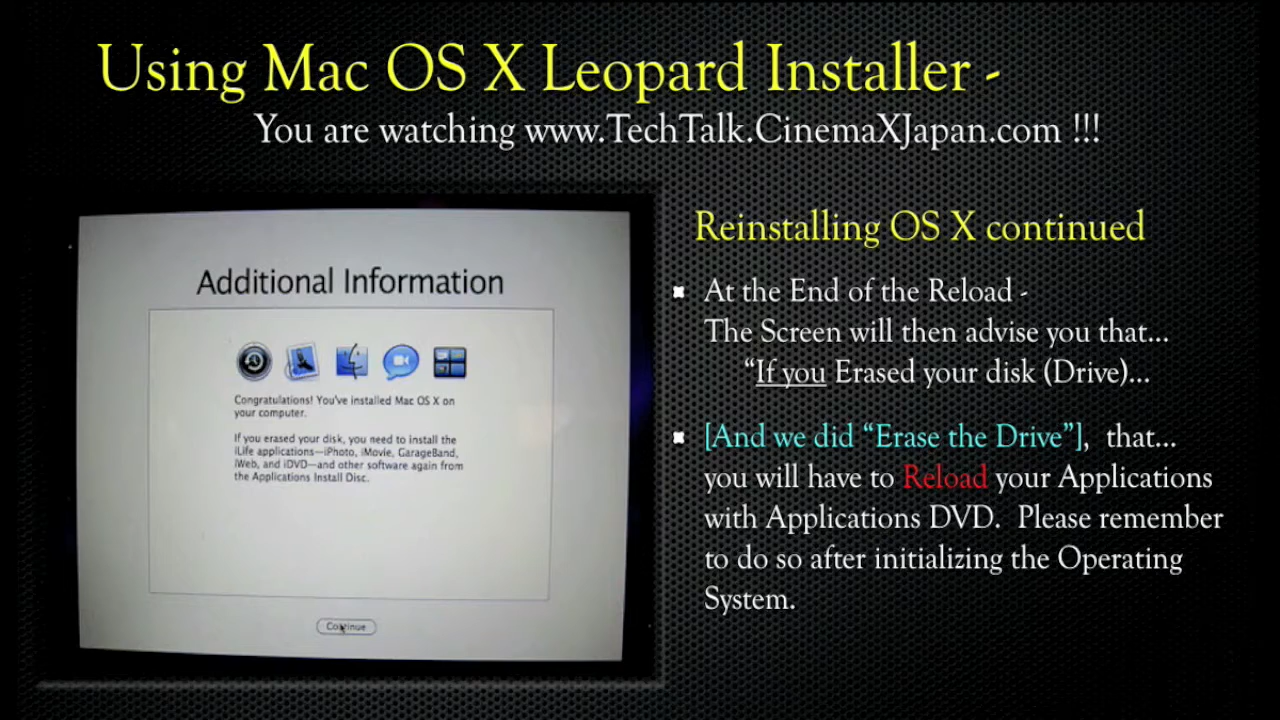 Using Mac OS X Leopard Installer -
You are watching www.TechTalk.CinemaXJapan.com !!!
Additional Information
Congratulations! You've installed Mac OS X on
your computer.
If you erased your disk, you need to install the
iLife applications—iPhoto, iMovie, GarageBand,
iWeb, and iDVD—and other software again from
the Applications Install Disc.
Continue
Reinstalling OS X continued
At the End of the Reload -
The Screen will then advise you that...
“If you Erased your disk (Drive)...
[And we did “Erase the Drive”], that...
you will have to Reload your Applications
with Applications DVD. Please remember
to do so after initializing the Operating
System.